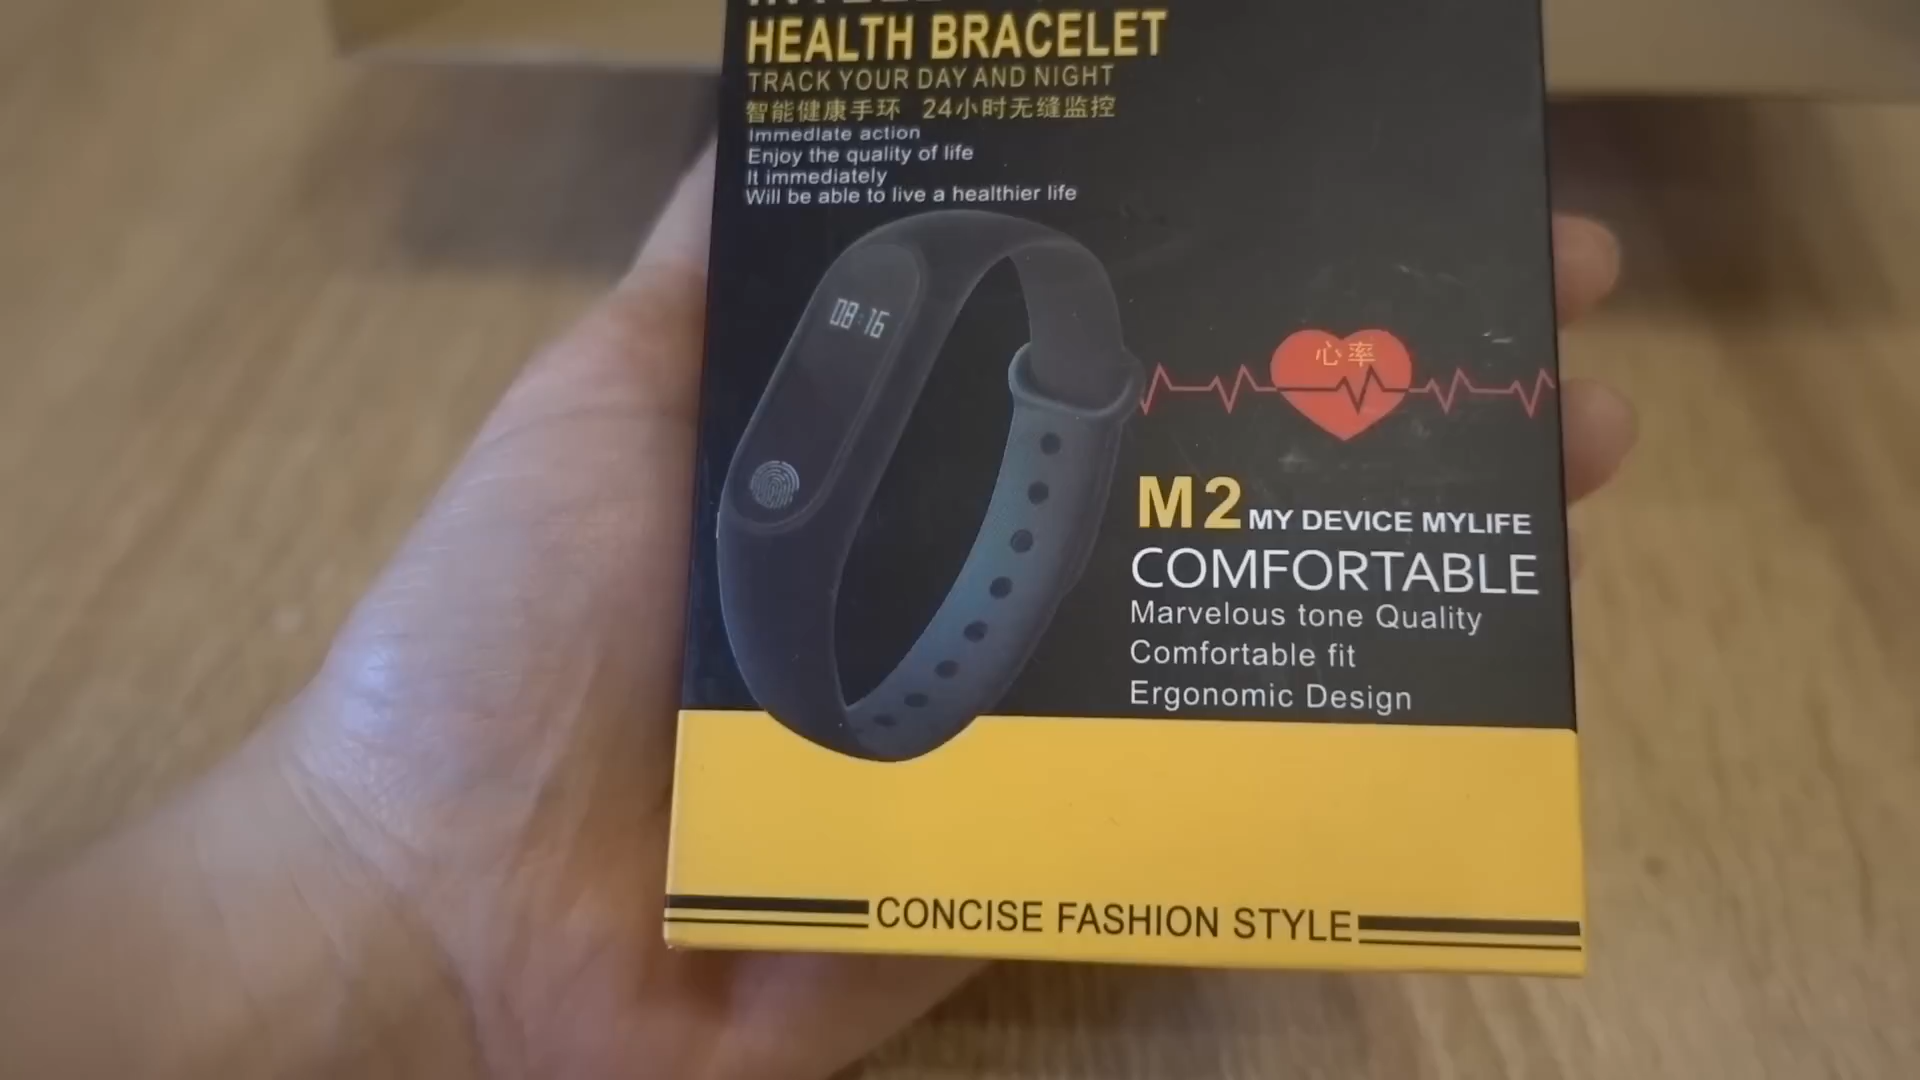 HEALTH BRACELET
TRACK YOUR DAY AND NIGHT
智能健康手环 24小时无缝监控
Immedlate action
Enjoy the quality of life
It immediately
Will be able to live a healthier life
08:16
心率
M2 MY DEVICE MYLIFE
COMFORTABLE
Marvelous tone Quality
Comfortable fit
Ergonomic Design
CONCISE FASHION STYLE